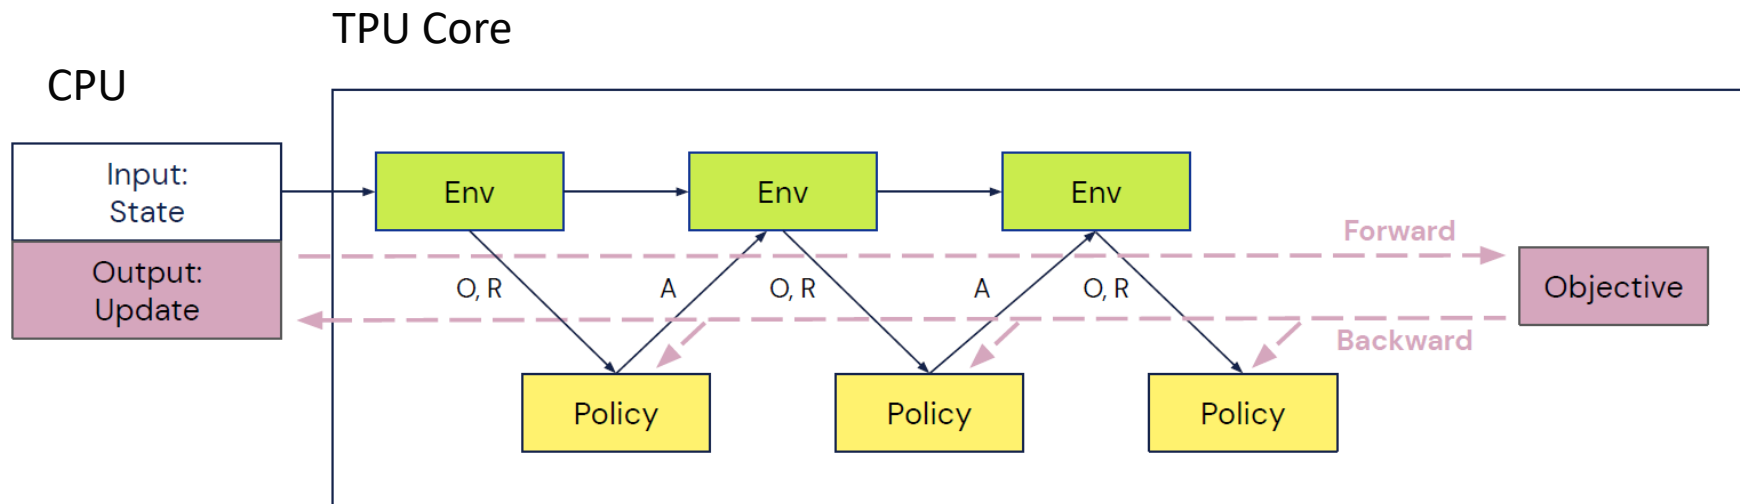 TPU Core
CPU
Input:
State
Output:
Update
Env
Env
Env
Forward
Objective
Backward
O, R
A
O, R
A
O, R
Policy
Policy
Policy